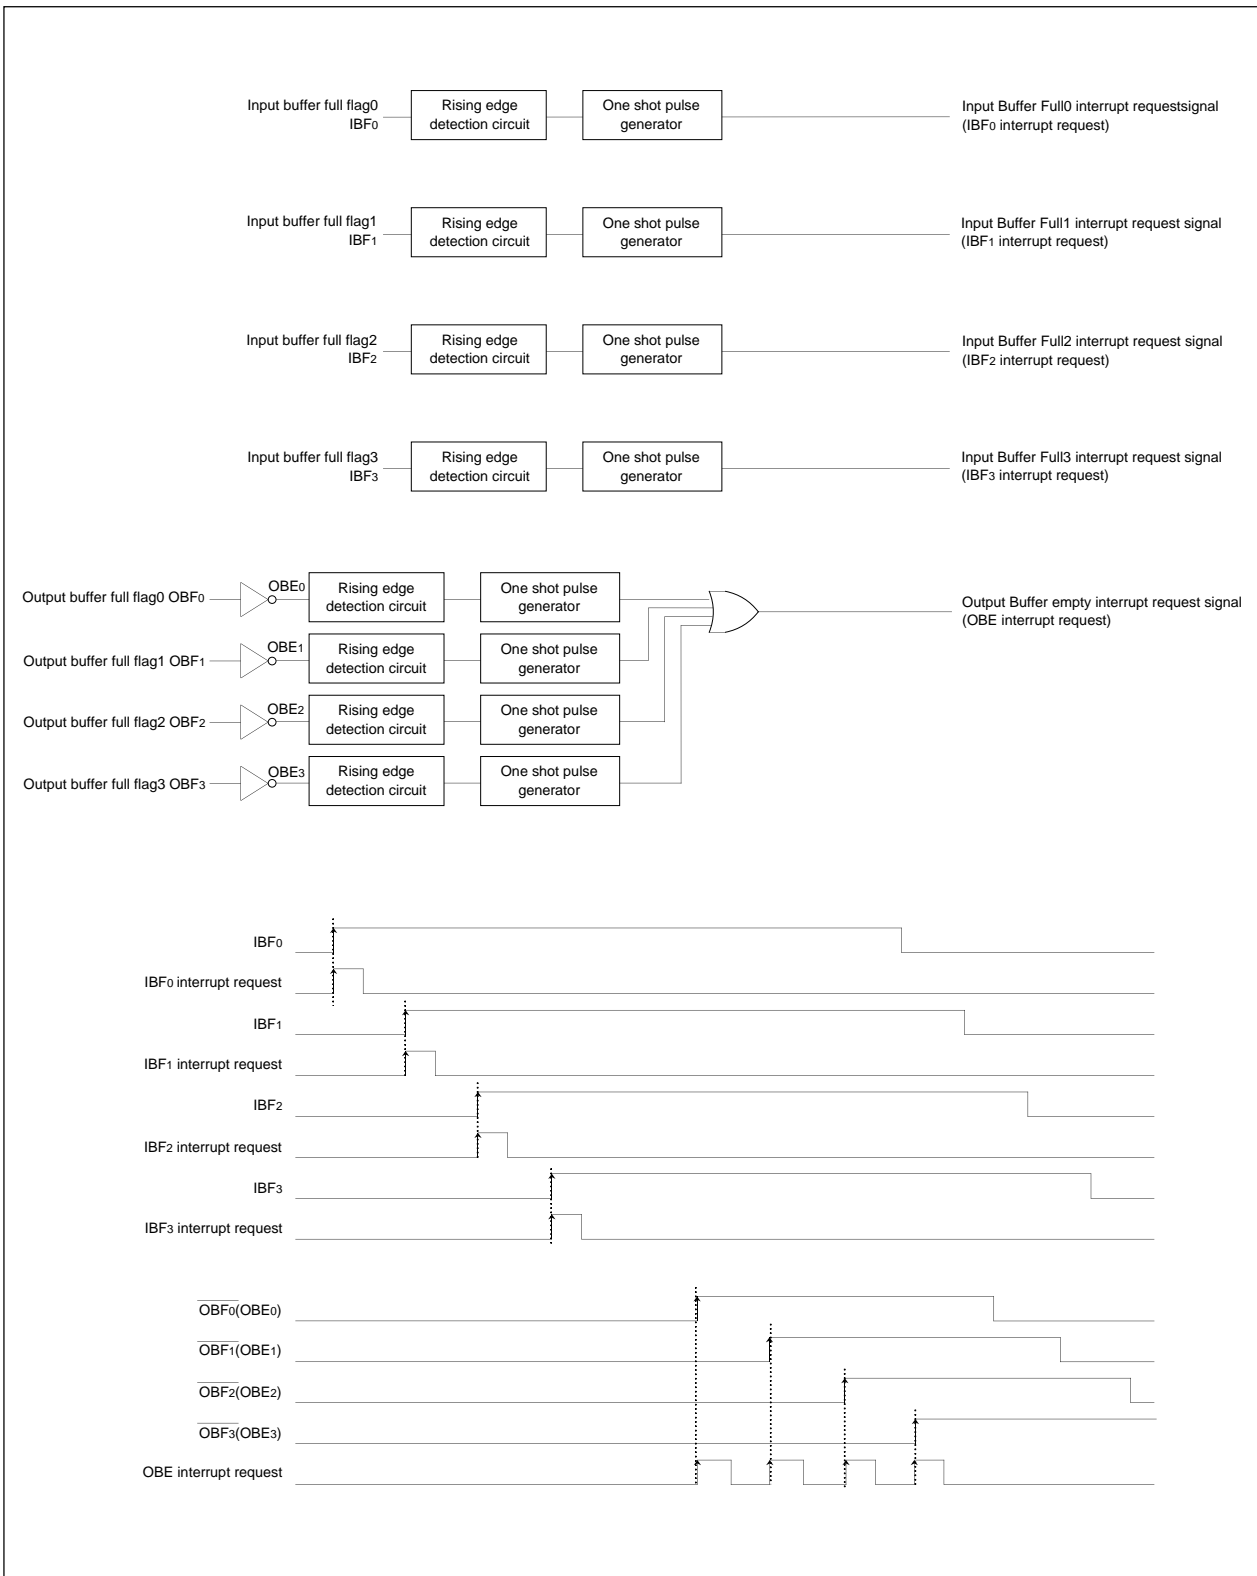 Input buffer full flag0
IBF0
Rising edge
detection circuit
One shot pulse
generator
Input Buffer Full0 interrupt requestsignal
(IBF0 interrupt request)
Input buffer full flag1
IBF1
Rising edge
detection circuit
One shot pulse
generator
Input Buffer Full1 interrupt request signal
(IBF1 interrupt request)
Input buffer full flag2
IBF2
Rising edge
detection circuit
One shot pulse
generator
Input Buffer Full2 interrupt request signal
(IBF2 interrupt request)
Input buffer full flag3
IBF3
Rising edge
detection circuit
One shot pulse
generator
Input Buffer Full3 interrupt request signal
(IBF3 interrupt request)
Output buffer full flag0 OBF0
OBE0
Rising edge
detection circuit
One shot pulse
generator
Output Buffer empty interrupt request signal
(OBE interrupt request)
Output buffer full flag1 OBF1
OBE1
Rising edge
detection circuit
One shot pulse
generator
Output buffer full flag2 OBF2
OBE2
Rising edge
detection circuit
One shot pulse
generator
Output buffer full flag3 OBF3
OBE3
Rising edge
detection circuit
One shot pulse
generator
IBF0
IBF0 interrupt request
IBF1
IBF1 interrupt request
IBF2
IBF2 interrupt request
IBF3
IBF3 interrupt request
O̅B̅F̅0̅(OBE0)
O̅B̅F̅1̅(OBE1)
O̅B̅F̅2̅(OBE2)
O̅B̅F̅3̅(OBE3)
OBE interrupt request